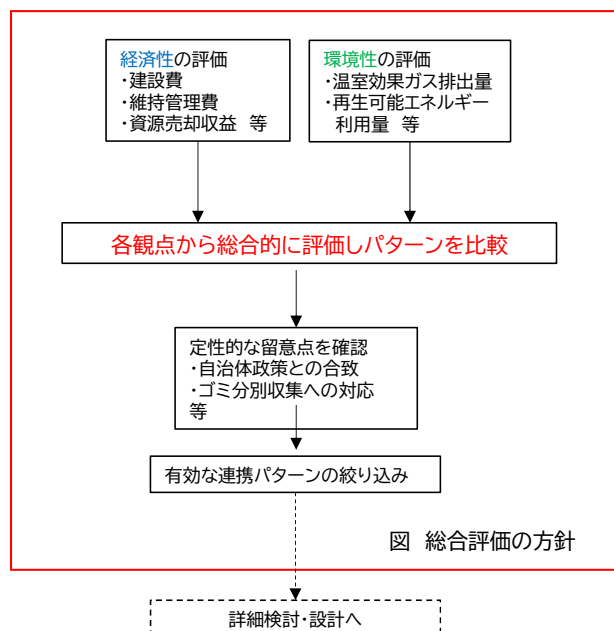 経済性の評価
・建設費
・維持管理費
・資源売却収益 等
環境性の評価
・温室効果ガス排出量
・再生可能エネルギー
利用量 等
各観点から総合的に評価しパターンを比較
定性的な留意点を確認
・自治体政策との合致
・ゴミ分別収集への対応
等
有効な連携パターンの絞り込み
図 総合評価の方針
詳細検討・設計へ